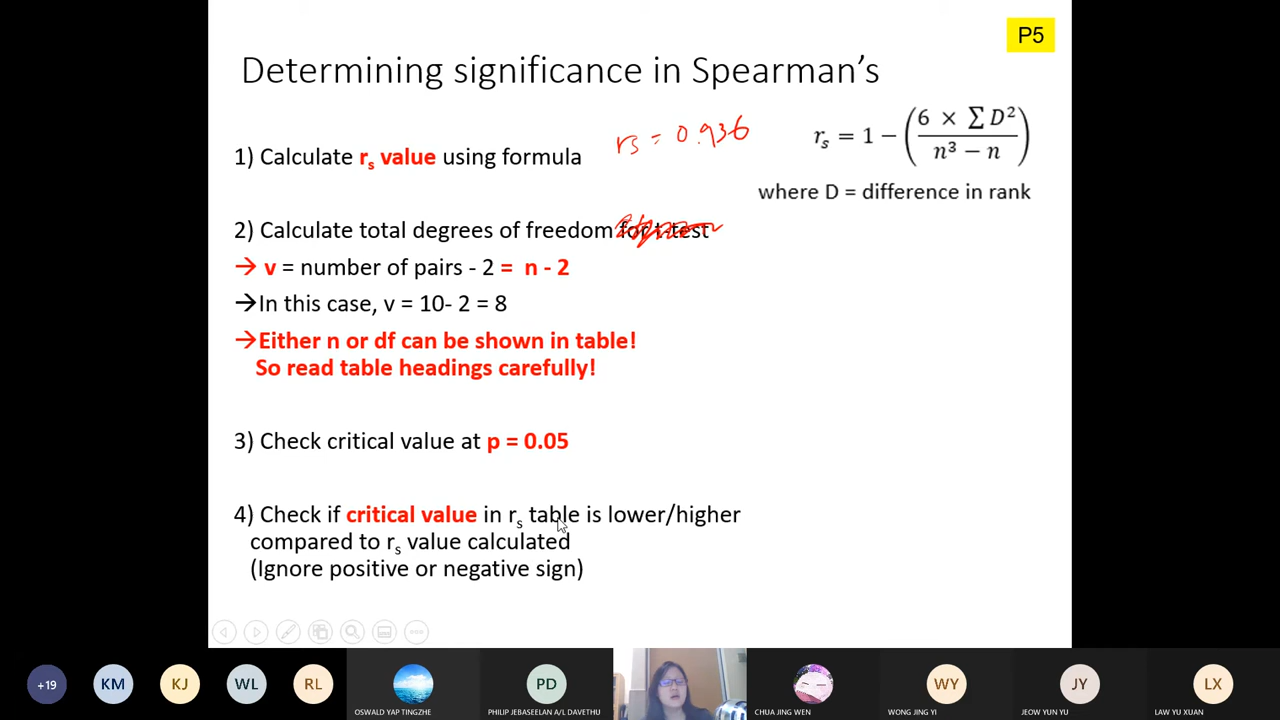 P5
Determining significance in Spearman's
rs = 0.936
1) Calculate rs value using formula
rs = 1 − (6 × ∑D² / n³ − n)
where D = difference in rank
2) Calculate total degrees of freedom for t-test
→ v = number of pairs - 2 = n - 2
→In this case, v = 10- 2 = 8
→Either n or df can be shown in table!
So read table headings carefully!
3) Check critical value at p = 0.05
4) Check if critical value in rs table is lower/higher
compared to rs value calculated
(Ignore positive or negative sign)
+19
KM
KJ
WL
RL
OSWALD YAP TINGZHE
PD
PHILIP JEBASEELAN A/L DAVETHU
CHUA JING WEN
WY
WONG JING YI
JY
JEOW YUN YU
LX
LAW YU XUAN